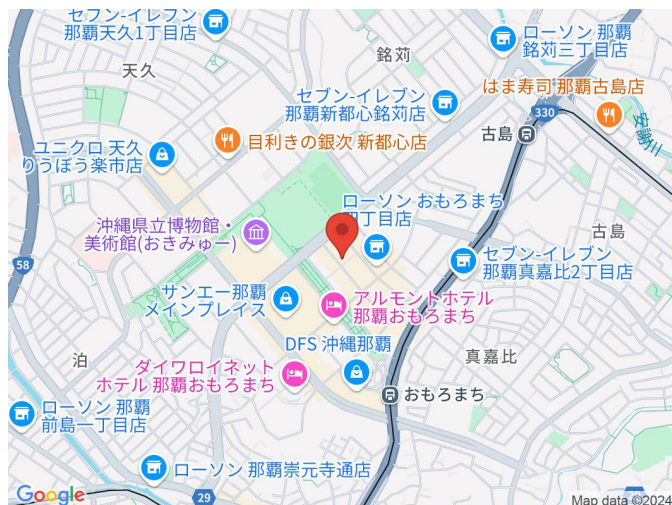 セブン-イレブン
那覇天久1丁目店
天久
銘苅
ローソン 那覇
銘苅三丁目店
セブン-イレブン
那覇新都心銘苅店
はま寿司 那覇古島店
330
古島
安謝川
目利きの銀次 新都心店
ユニクロ 天久
りうぼう楽市店
ローソン おもろまち
四丁目店
沖縄県立博物館・
美術館(おきみゅー)
古島
セブン-イレブン
那覇真嘉比2丁目店
58
サンエー那覇
メインプレイス
アルモントホテル
那覇おもろまち
DFS 沖縄那覇
真嘉比
泊
ダイワロイネット
ホテル 那覇おもろまち
おもろまち
ローソン 那覇
前島一丁目店
ローソン 那覇崇元寺通店
29
Google
Map data ©2024